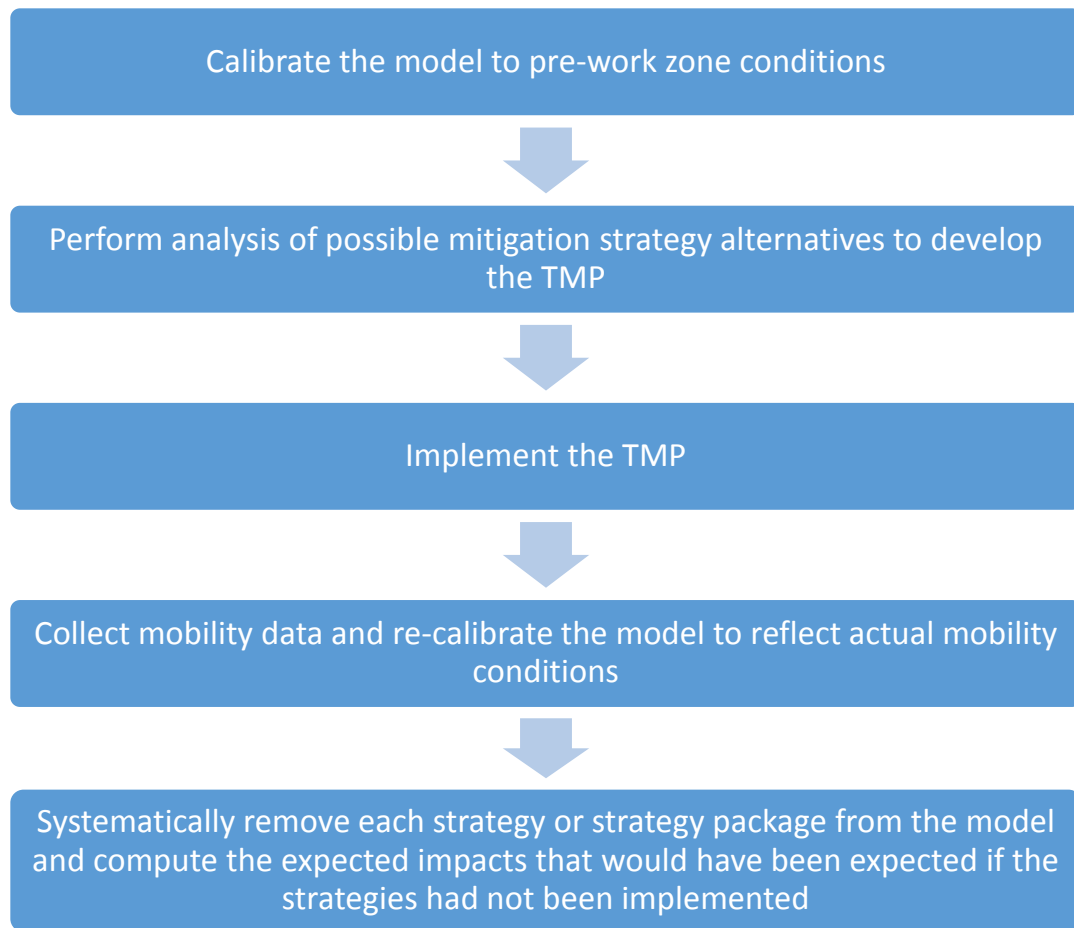 Calibrate the model to pre-work zone conditions
Perform analysis of possible mitigation strategy alternatives to develop
the TMP
Implement the TMP
Collect mobility data and re-calibrate the model to reflect actual mobility
conditions
Systematically remove each strategy or strategy package from the model
and compute the expected impacts that would have been expected if the
strategies had not been implemented